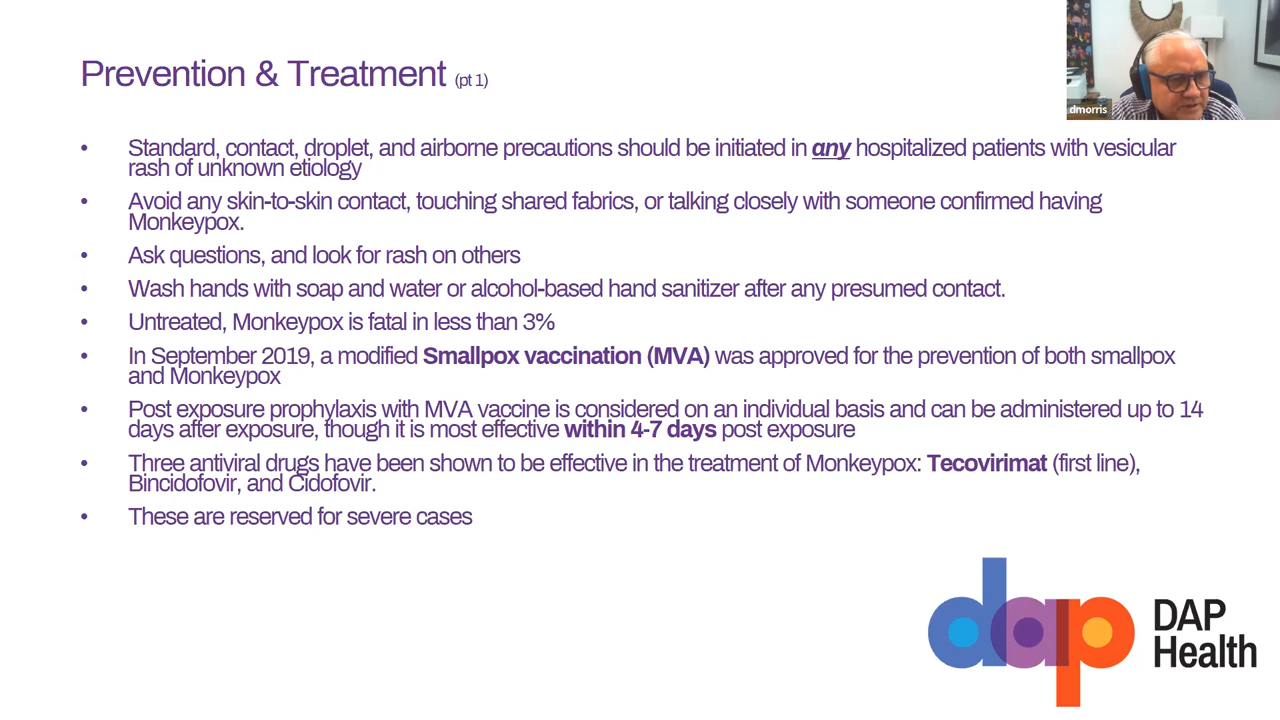 Prevention & Treatment (pt 1)
dmorris
• Standard, contact, droplet, and airborne precautions should be initiated in any hospitalized patients with vesicular
rash of unknown etiology
• Avoid any skin-to-skin contact, touching shared fabrics, or talking closely with someone confirmed having
Monkeypox.
• Ask questions, and look for rash on others
• Wash hands with soap and water or alcohol-based hand sanitizer after any presumed contact.
• Untreated, Monkeypox is fatal in less than 3%
• In September 2019, a modified Smallpox vaccination (MVA) was approved for the prevention of both smallpox
and Monkeypox
• Post exposure prophylaxis with MVA vaccine is considered on an individual basis and can be administered up to 14
days after exposure, though it is most effective within 4-7 days post exposure
• Three antiviral drugs have been shown to be effective in the treatment of Monkeypox: Tecovirimat (first line),
Bincidofovir, and Cidofovir.
• These are reserved for severe cases
dap
DAP
Health